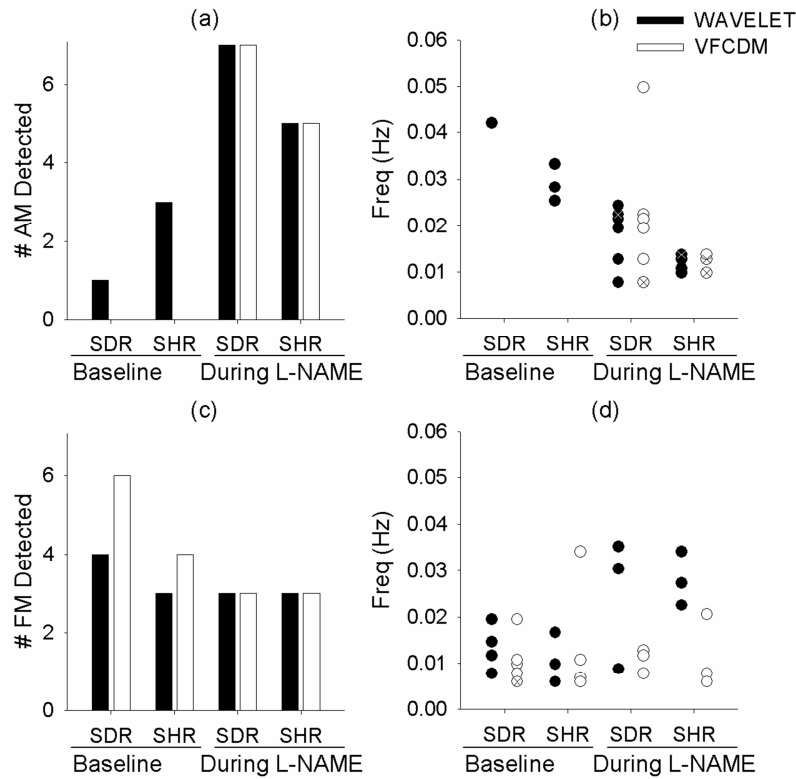 (a)
# AM Detected
6
4
2
0
SDR SHR SDR SHR
Baseline During L-NAME
(b)
WAVELET
VFCDM
Freq (Hz)
0.06
0.05
0.04
0.03
0.02
0.01
0.00
SDR SHR SDR SHR
Baseline During L-NAME
(c)
# FM Detected
6
4
2
0
SDR SHR SDR SHR
Baseline During L-NAME
(d)
Freq (Hz)
0.06
0.05
0.04
0.03
0.02
0.01
0.00
SDR SHR SDR SHR
Baseline During L-NAME